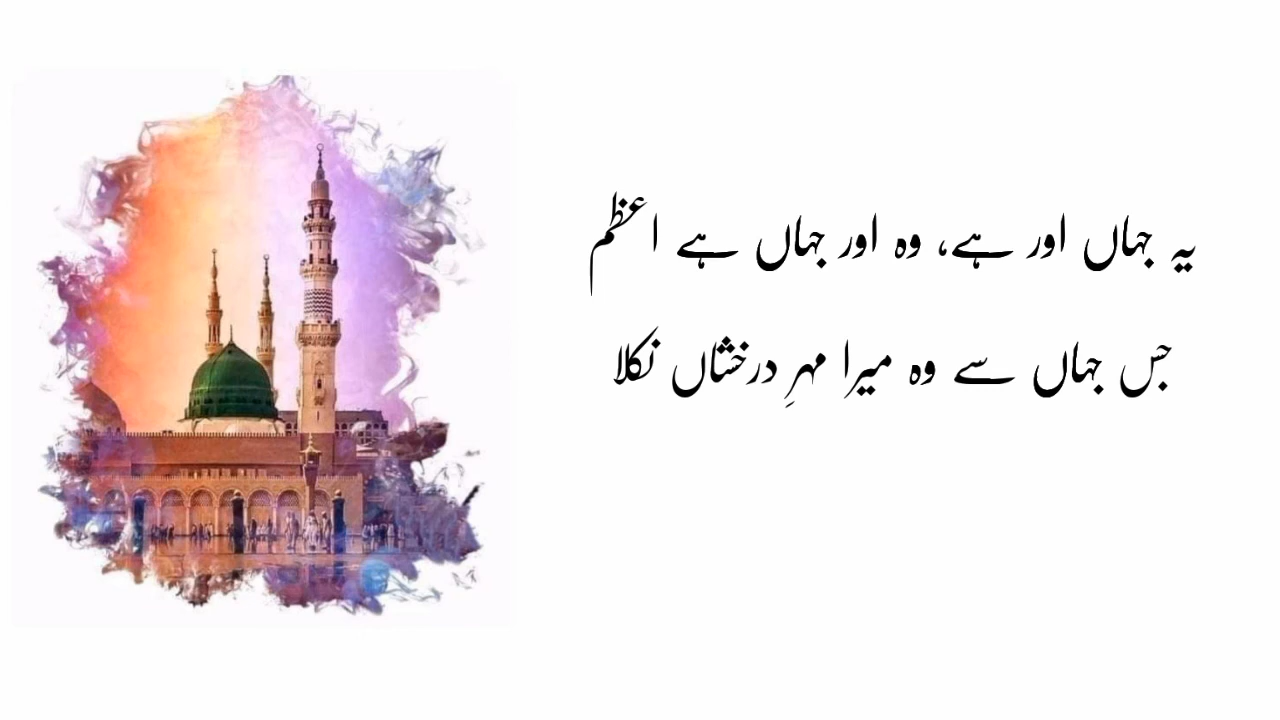 یہ جہاں اور ہے، وہ اور جہاں ہے اعظم
جس جہاں سے وہ میرا مہرِ درخشاں نکلا